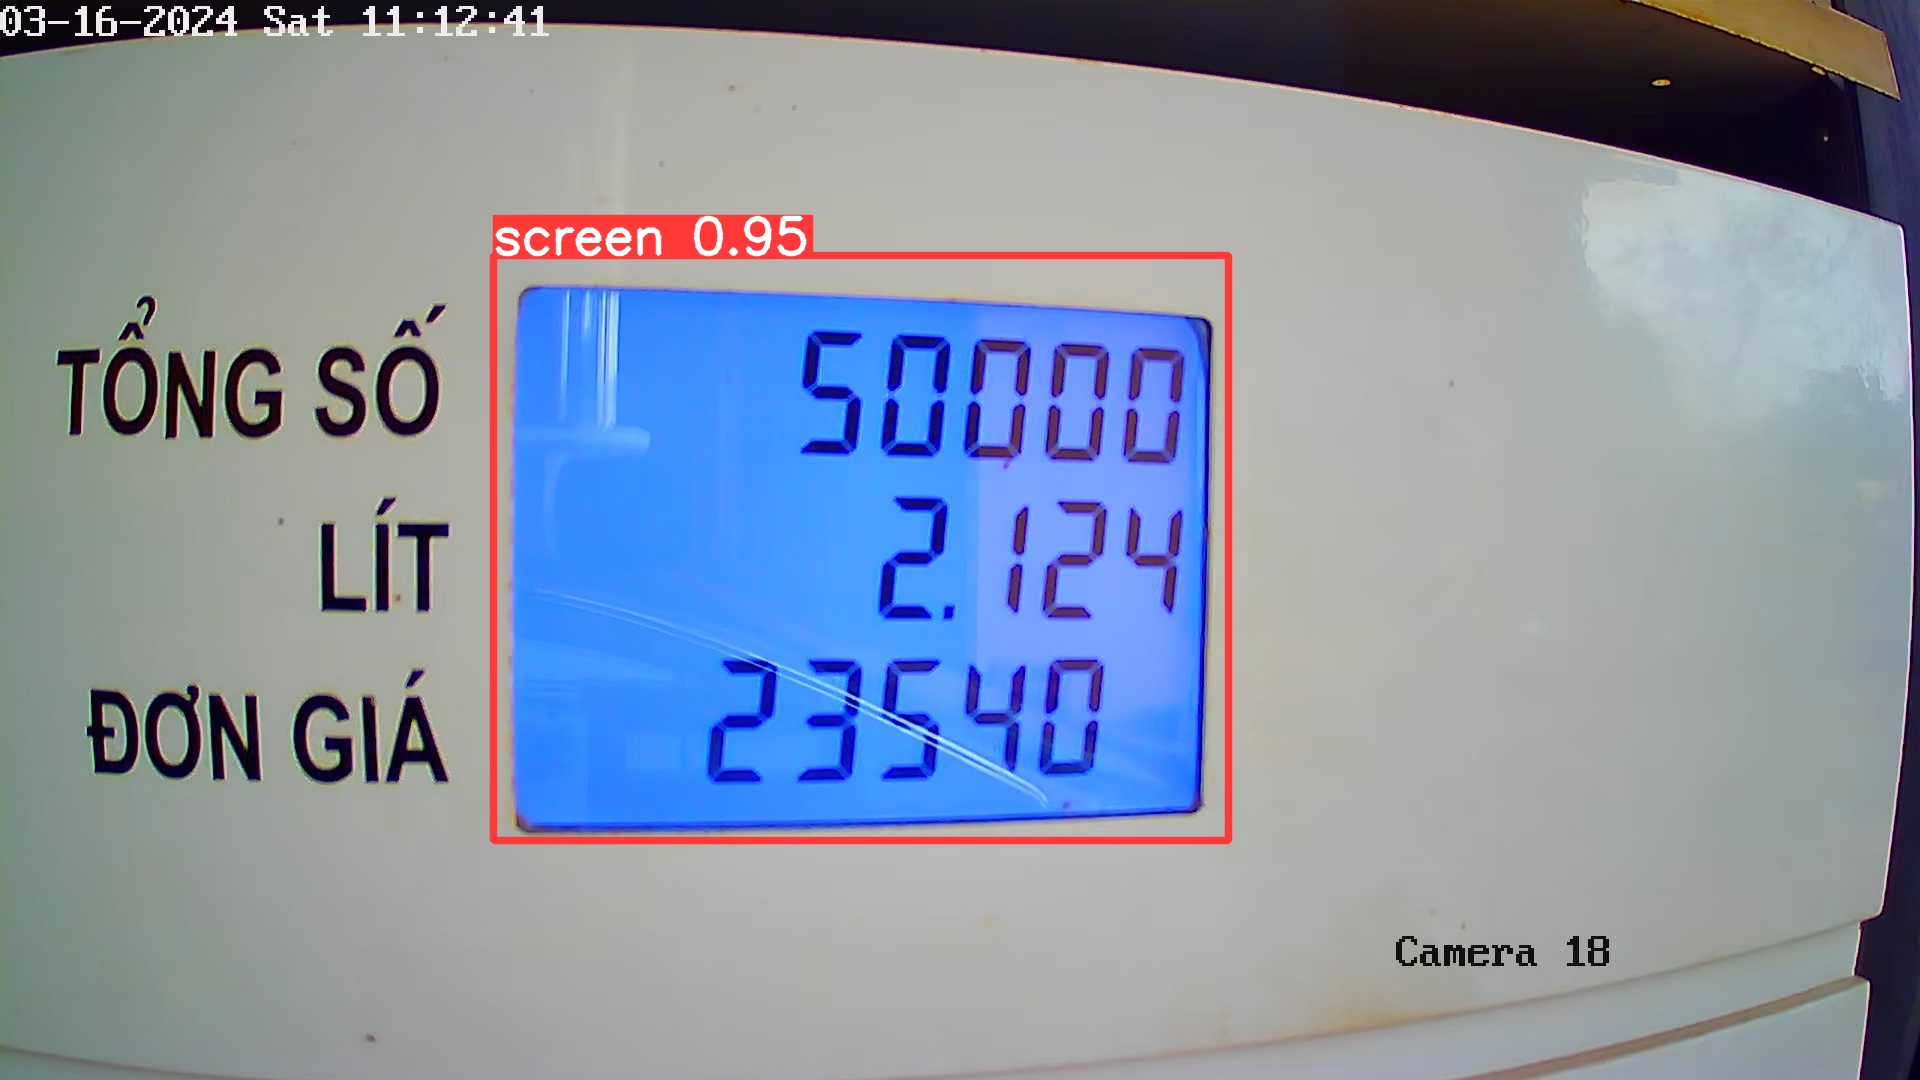 03-16-2024 Sat 11:12:41
screen 0.95
TỔNG SỐ 50000
LÍT 2.124
ĐƠN GIÁ 23540
Camera 18